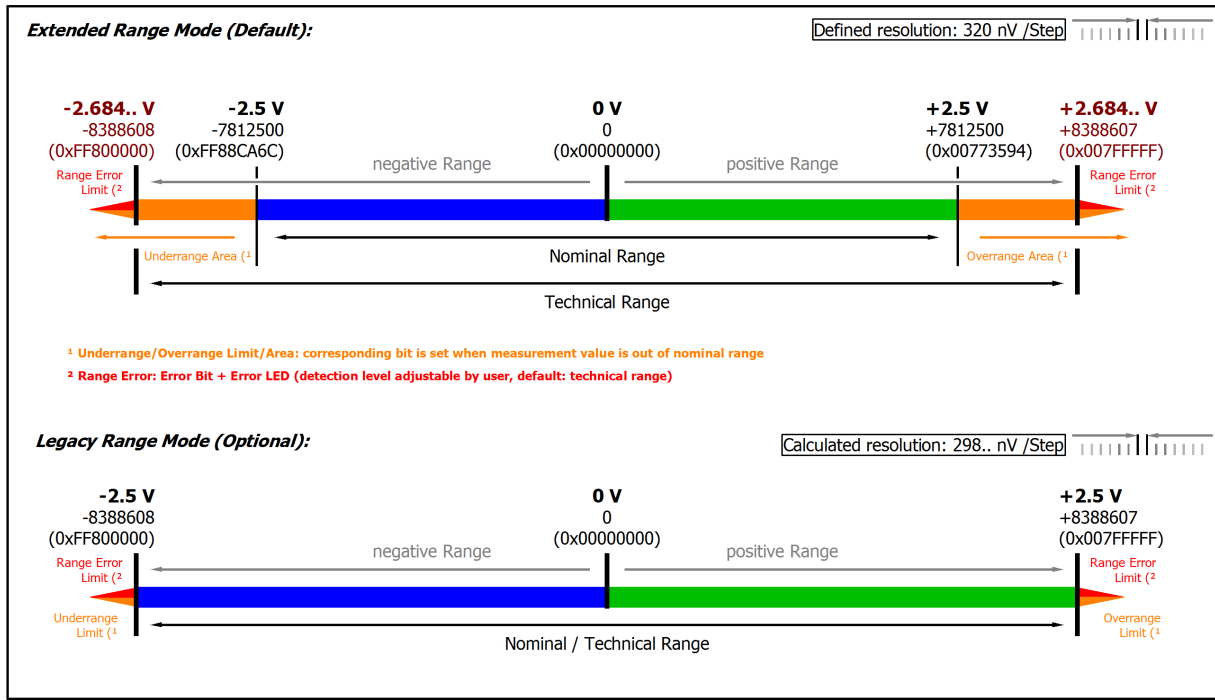 Extended Range Mode (Default):
Defined resolution: 320 nV /Step
-2.684.. V
-8388608
(0xFF800000)
-2.5 V
-7812500
(0xFF88CA6C)
0 V
0
(0x00000000)
+2.5 V
+7812500
(0x00773594)
+2.684.. V
+8388607
(0x007FFFFF)
negative Range
positive Range
Range Error
Limit (²
Range Error
Limit (²
Underrange Area (¹
Nominal Range
Overrange Area (¹
Technical Range
¹ Underrange/Overrange Limit/Area: corresponding bit is set when measurement value is out of nominal range
² Range Error: Error Bit + Error LED (detection level adjustable by user, default: technical range)
Legacy Range Mode (Optional):
Calculated resolution: 298.. nV /Step
-2.5 V
-8388608
(0xFF800000)
0 V
0
(0x00000000)
+2.5 V
+8388607
(0x007FFFFF)
negative Range
positive Range
Range Error
Limit (²
Range Error
Limit (²
Underrange
Limit (¹
Overrange
Limit (¹
Nominal / Technical Range